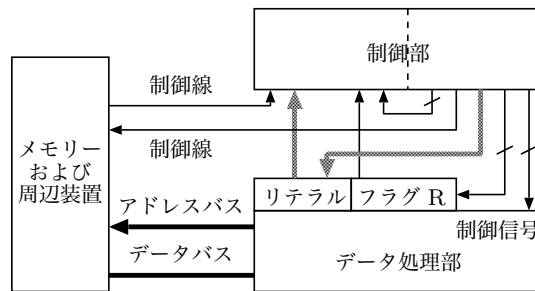 制御部
制御線
制御線
メモリー
および
周辺装置
リテラル
フラグ R
アドレスバス
制御信号
データバス
データ処理部